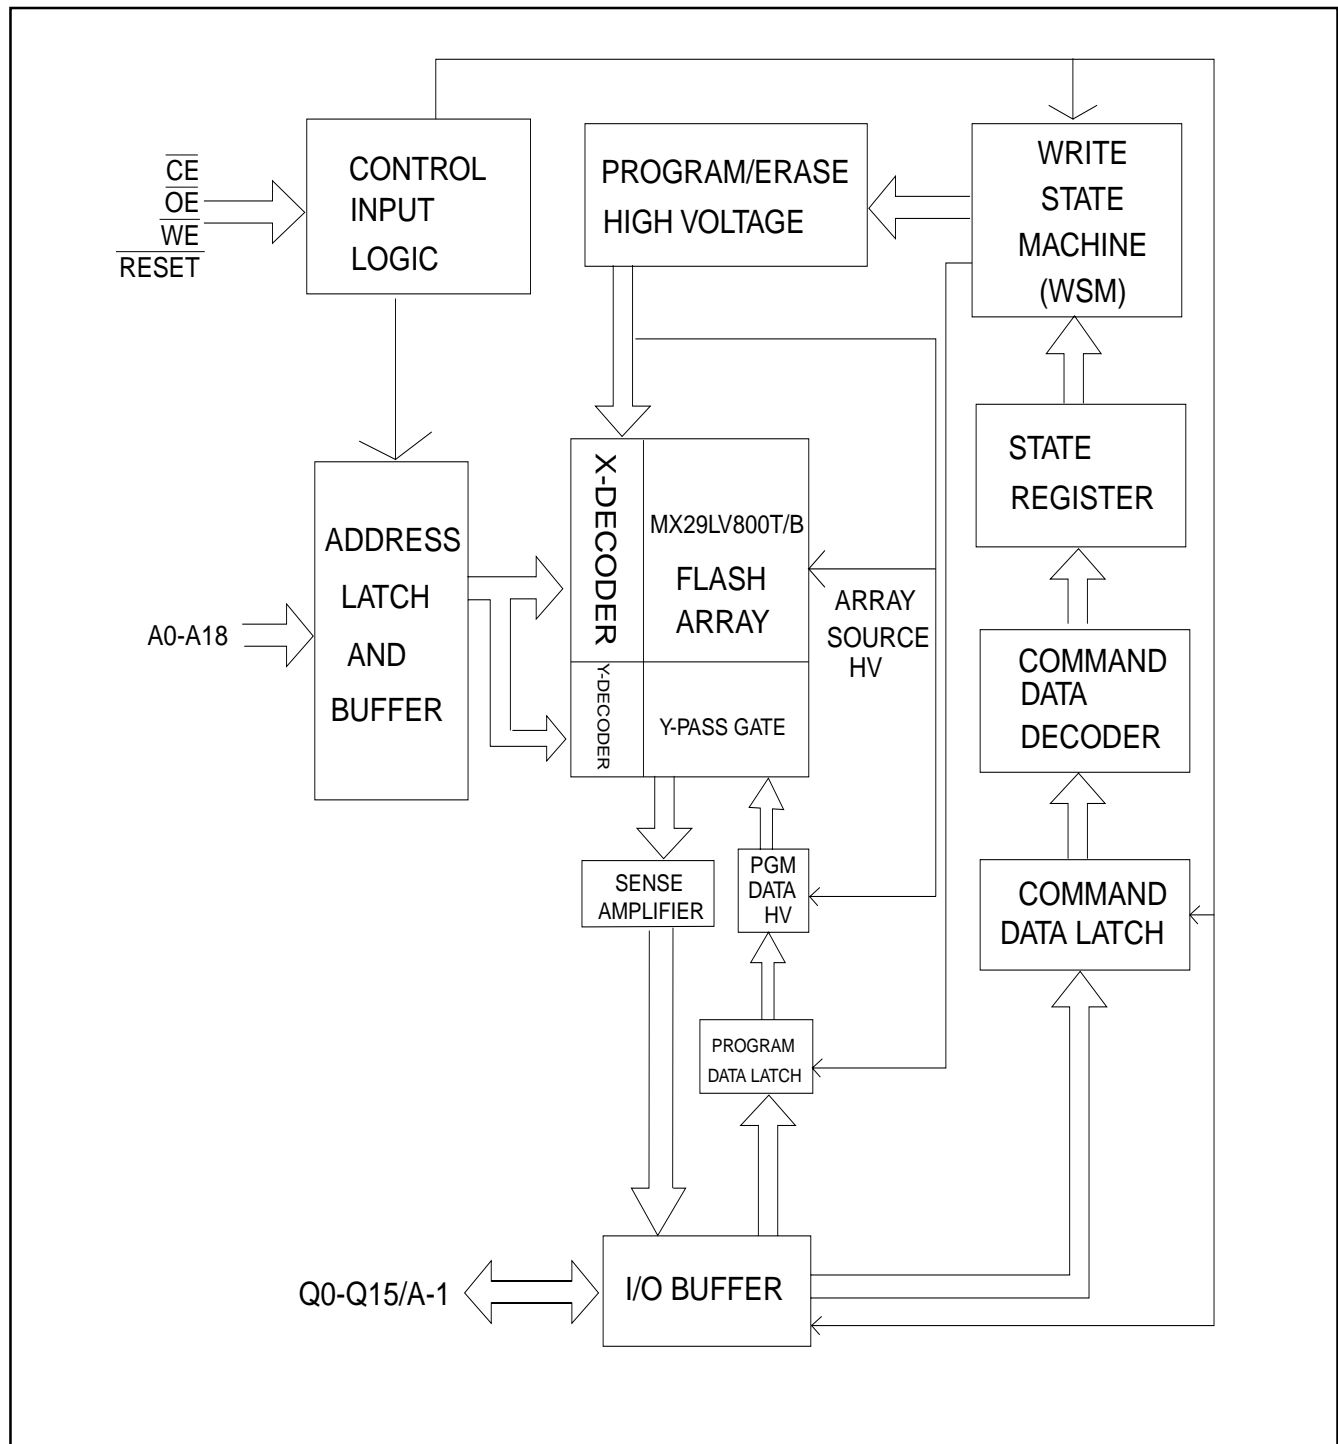 CE
OE
WE
RESET
CONTROL
INPUT
LOGIC
PROGRAM/ERASE
HIGH VOLTAGE
WRITE
STATE
MACHINE
(WSM)
STATE
REGISTER
ADDRESS
LATCH
AND
BUFFER
A0-A18
X-DECODER
MX29LV800T/B
FLASH
ARRAY
ARRAY
SOURCE
HV
Y-DECODER
Y-PASS GATE
COMMAND
DATA
DECODER
SENSE
AMPLIFIER
PGM
DATA
HV
COMMAND
DATA LATCH
PROGRAM
DATA LATCH
Q0-Q15/A-1
I/O BUFFER